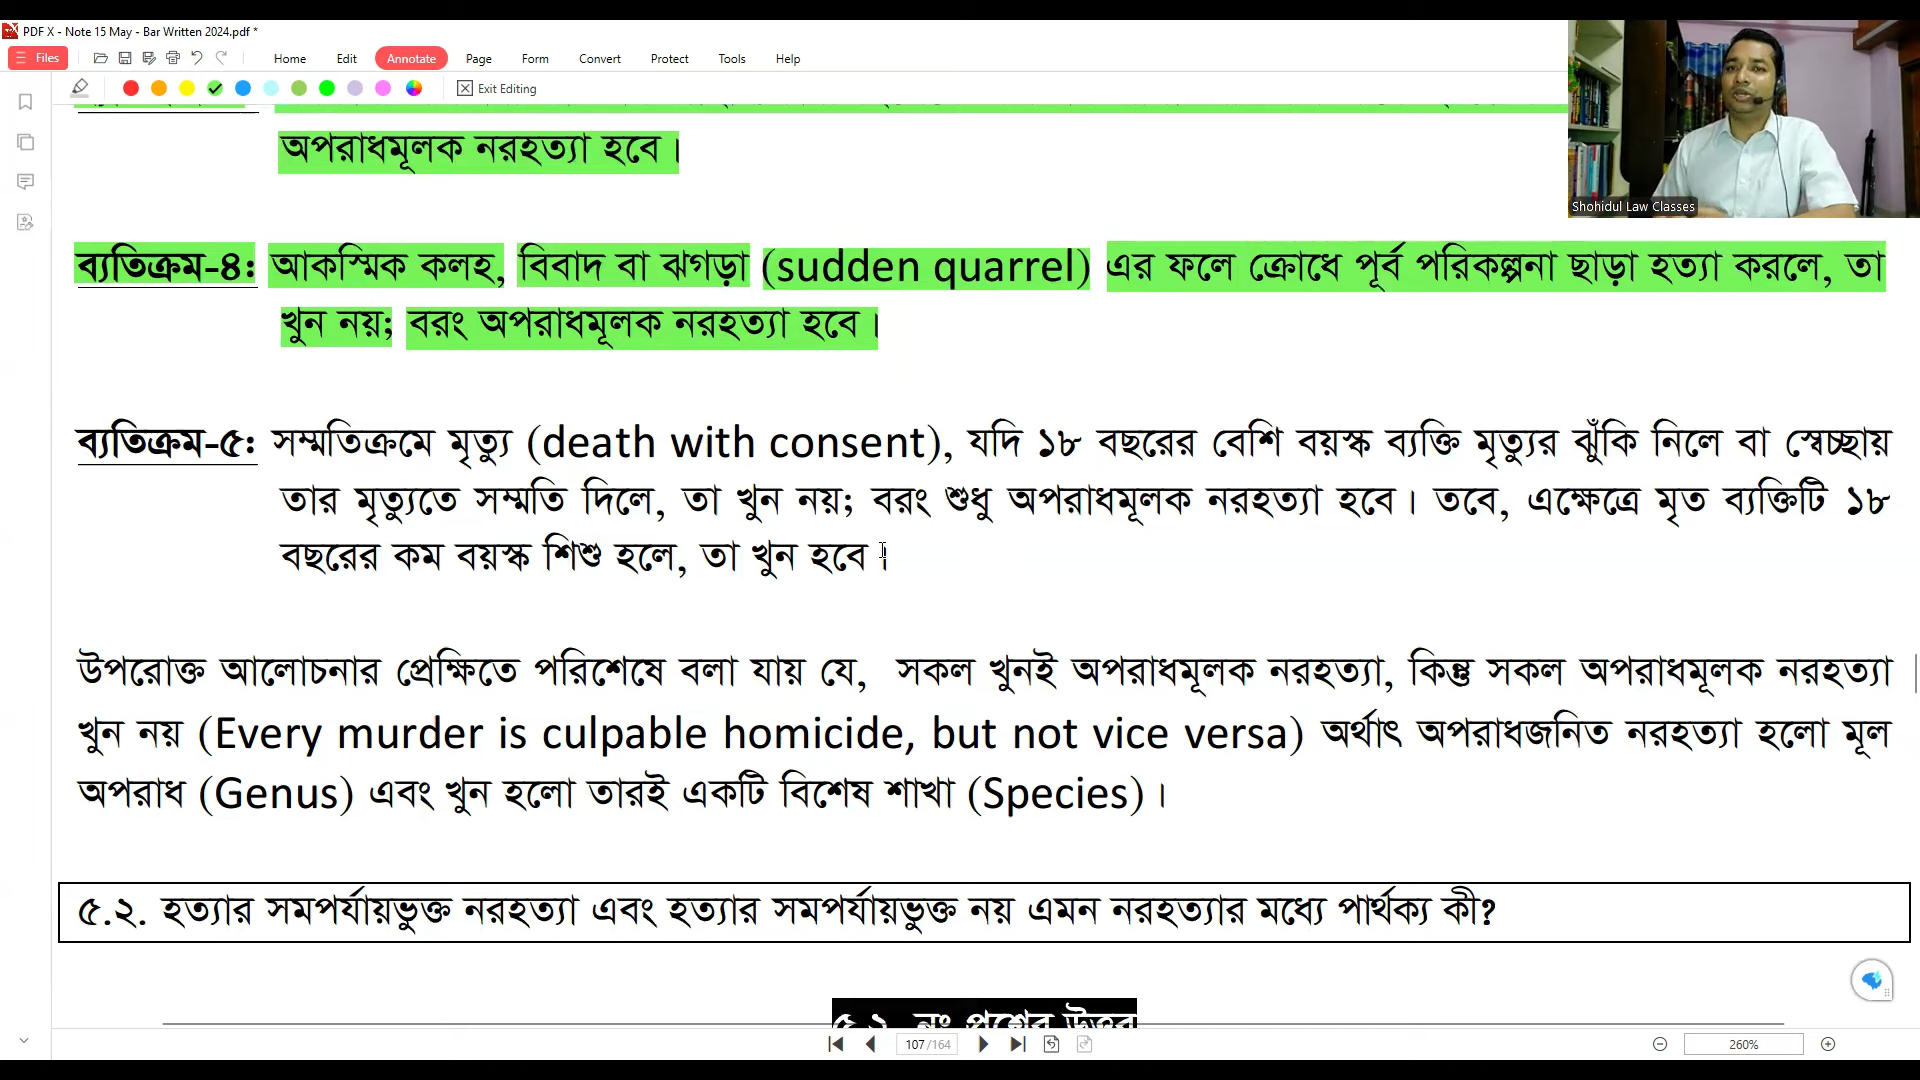 PDF X - Note 15 May - Bar Written 2024.pdf *
Files Home Edit Annotate Page Form Convert Protect Tools Help
Exit Editing
অপরাধমূলক নরহত্যা হবে।
Shohidul Law Classes
ব্যতিক্রম-৪: আকস্মিক কলহ, বিবাদ বা ঝগড়া (sudden quarrel) এর ফলে ক্রোধে পূর্ব পরিকল্পনা ছাড়া হত্যা করলে, তা
খুন নয়; বরং অপরাধমূলক নরহত্যা হবে।
ব্যতিক্রম-৫: সম্মতিক্রমে মৃত্যু (death with consent), যদি ১৮ বছরের বেশি বয়স্ক ব্যক্তি মৃত্যুর ঝুঁকি নিলে বা স্বেচ্ছায়
তার মৃত্যুতে সম্মতি দিলে, তা খুন নয়; বরং শুধু অপরাধমূলক নরহত্যা হবে। তবে, এক্ষেত্রে মৃত ব্যক্তিটি ১৮
বছরের কম বয়স্ক শিশু হলে, তা খুন হবে।
উপরোক্ত আলোচনার প্রেক্ষিতে পরিশেষে বলা যায় যে, সকল খুনই অপরাধমূলক নরহত্যা, কিন্তু সকল অপরাধমূলক নরহত্যা
খুন নয় (Every murder is culpable homicide, but not vice versa) অর্থাৎ অপরাধজনিত নরহত্যা হলো মূল
অপরাধ (Genus) এবং খুন হলো তারই একটি বিশেষ শাখা (Species)।
৫.২. হত্যার সমপর্যায়ভুক্ত নরহত্যা এবং হত্যার সমপর্যায়ভুক্ত নয় এমন নরহত্যার মধ্যে পার্থক্য কী?
৫.২. নং প্রশ্নের উত্তর
107 /164
260%